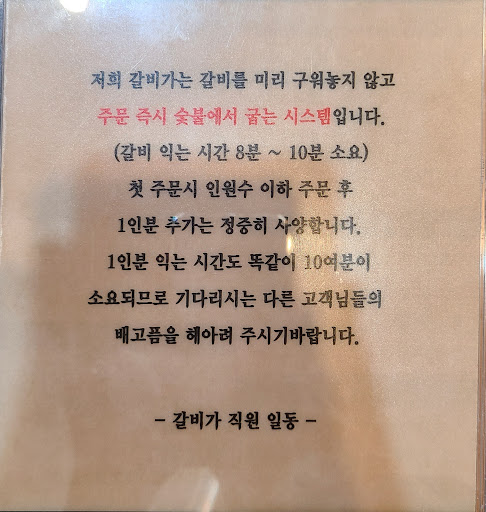 저희 갈비가는 갈비를 미리 구워놓지 않고
주문 즉시 숯불에서 굽는 시스템입니다.
(갈비 익는 시간 8분 ~ 10분 소요)
첫 주문시 인원수 이하 주문 후
1인분 추가는 정중히 사양합니다.
1인분 익는 시간도 똑같이 10여분이
소요되므로 기다리시는 다른 고객님들의
배고픔을 헤아려 주시기바랍니다.
- 갈비가 직원 일동 -